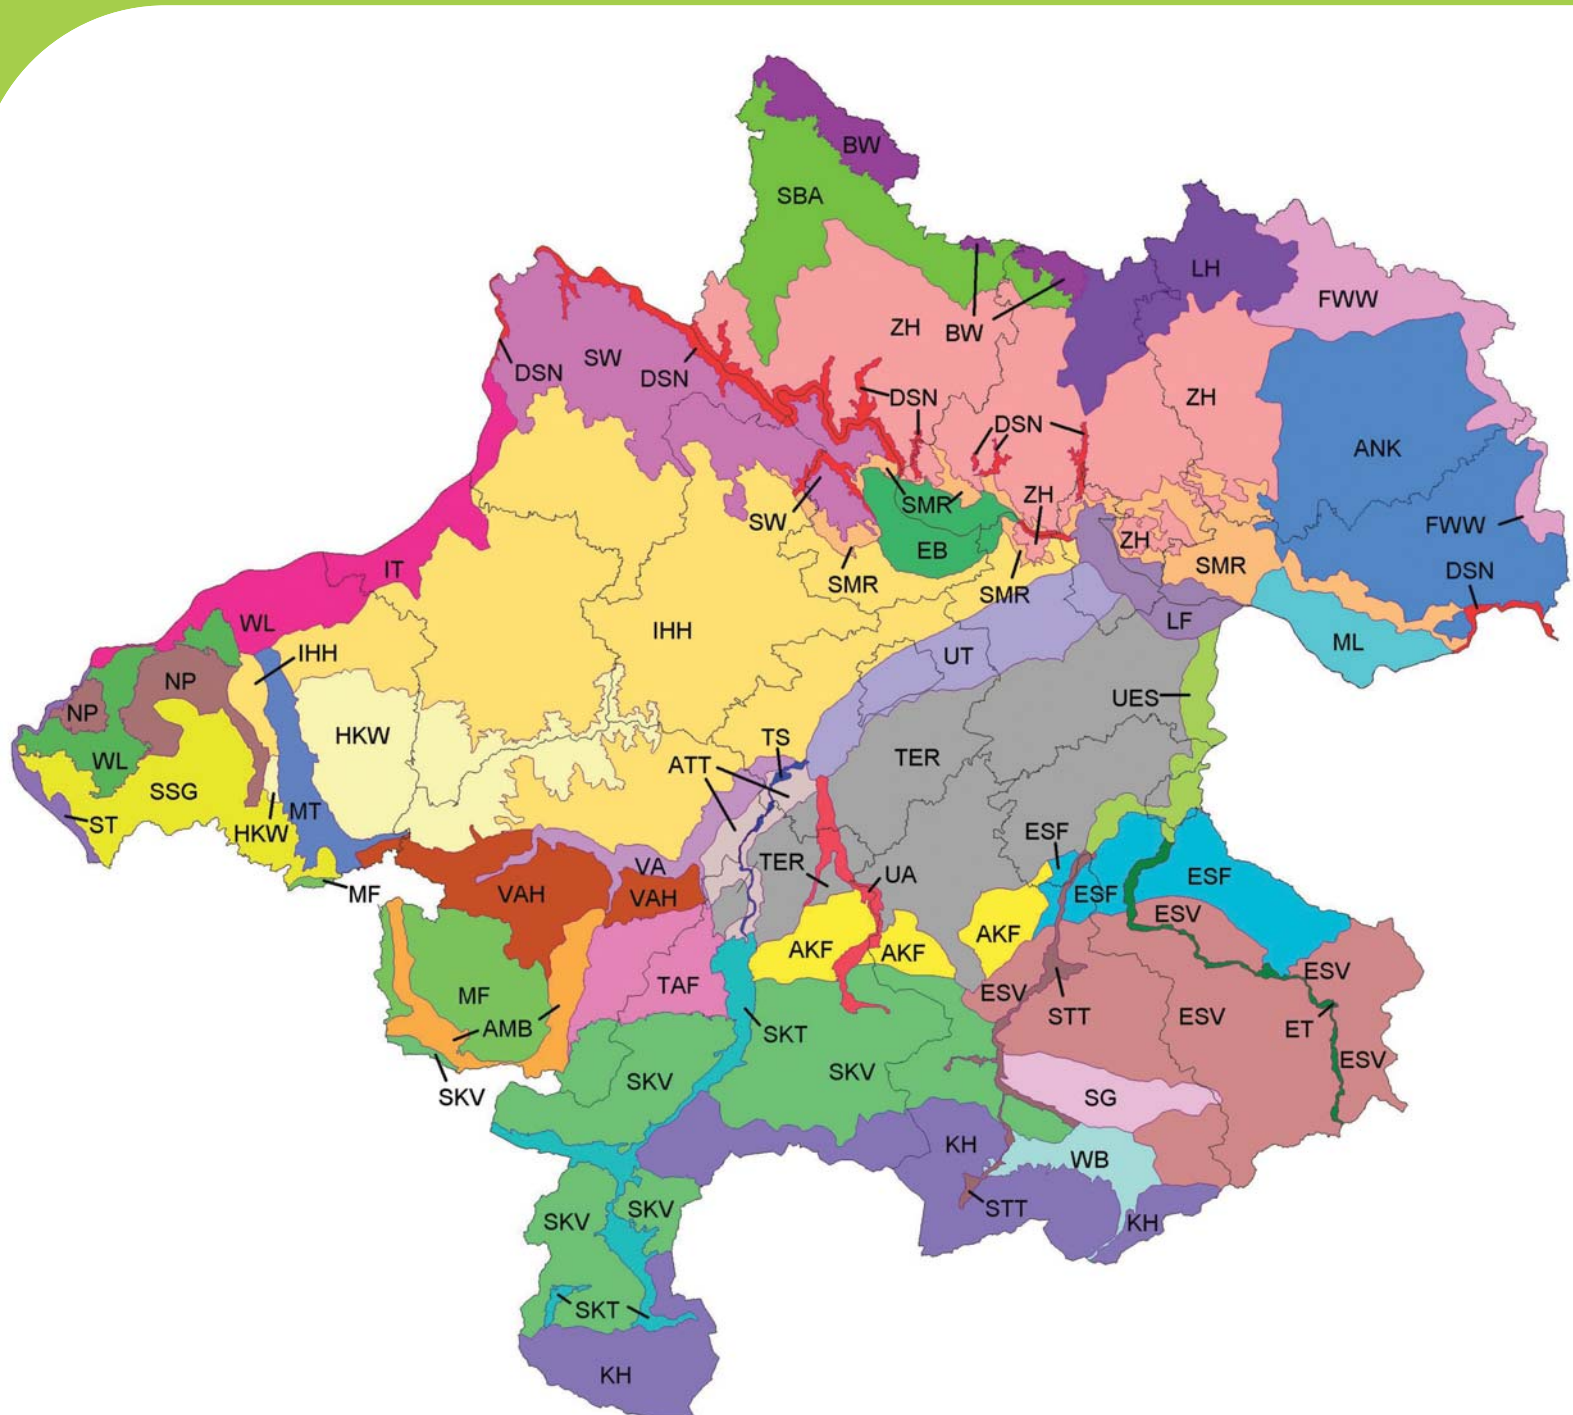 BW
SBA
LH
FWW
ZH
BW
SW
DSN
DSN
DSN
ZH
DSN
ANK
SMR
ZH
SW
FWW
EB
ZH
SMR
SMR
SMR
DSN
IT
WL
LF
IHH
ML
IHH
UT
NP
UES
NP
HKW
TS
TER
WL
ATT
SSG
MT
ST
HKW
ESF
VA
TER
UA
ESF
ESF
MF
VAH
VAH
ESV
AKF
AKF
AKF
ESV
MF
TAF
ESV
STT
ESV
ET
AMB
SKT
ESV
SKV
SKV
SKV
SG
KH
WB
SKV
SKV
STT
KH
SKT
KH